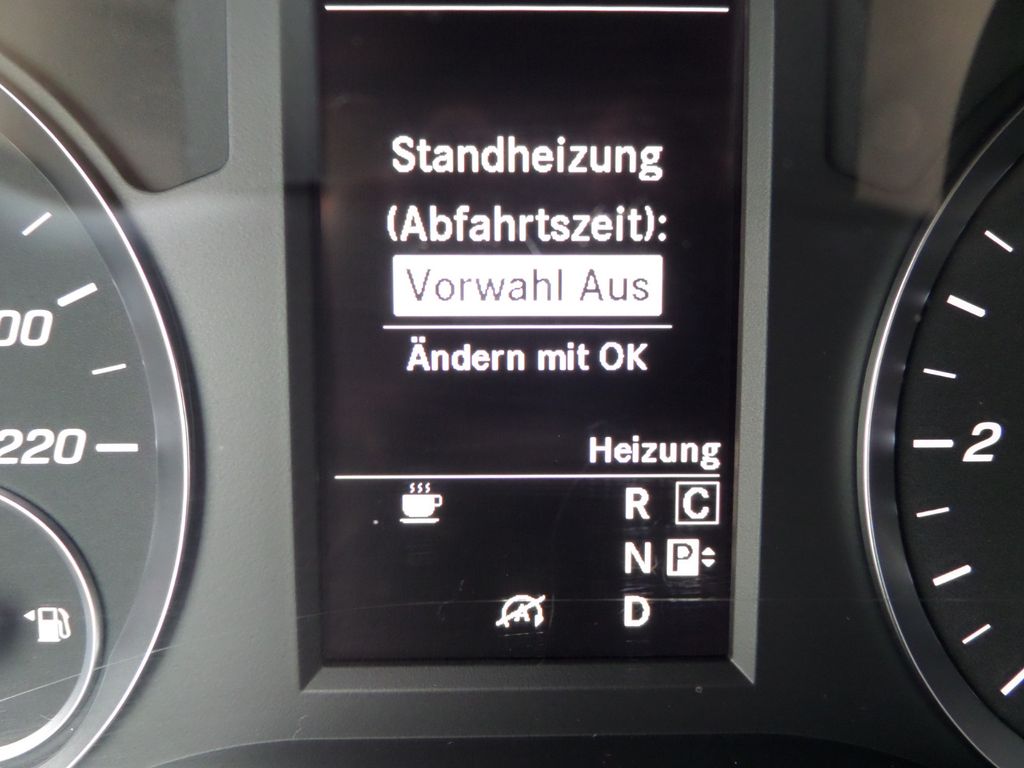 Standheizung
(Abfahrtszeit):
Vorwahl Aus
Ändern mit OK
Heizung
R C
N P
D
A
00
220
2